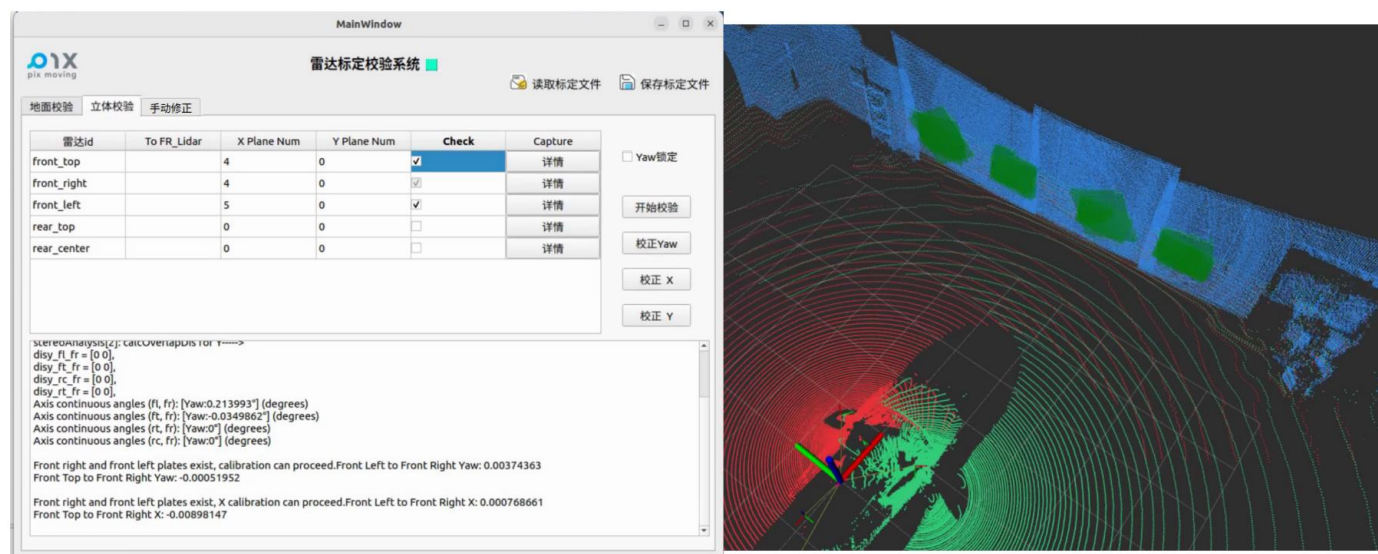 MainWindow
PIX
pix moving
雷达标定校验系统
读取标定文件
保存标定文件
地面校验 立体校验 手动修正
雷达id To FR_Lidar X Plane Num Y Plane Num Check Capture
front_top 4 0 详情
front_right 4 0 详情
front_left 5 0 详情
rear_top 0 0 详情
rear_center 0 0 详情
Yaw锁定
开始校验
校正Yaw
校正 X
校正 Y
stereoAnalysis[2]: calcOverlapDis for Y----->
disy_fl_fr = [0 0],
disy_ft_fr = [0 0],
disy_rc_fr = [0 0],
disy_rt_fr = [0 0],
Axis continuous angles (fl, fr): [Yaw:0.213993°] (degrees)
Axis continuous angles (ft, fr): [Yaw:-0.0349862°] (degrees)
Axis continuous angles (rt, fr): [Yaw:0°] (degrees)
Axis continuous angles (rc, fr): [Yaw:0°] (degrees)
Front right and front left plates exist, calibration can proceed.Front Left to Front Right Yaw: 0.00374363
Front Top to Front Right Yaw: -0.00051952
Front right and front left plates exist, X calibration can proceed.Front Left to Front Right X: 0.000768661
Front Top to Front Right X: -0.00898147